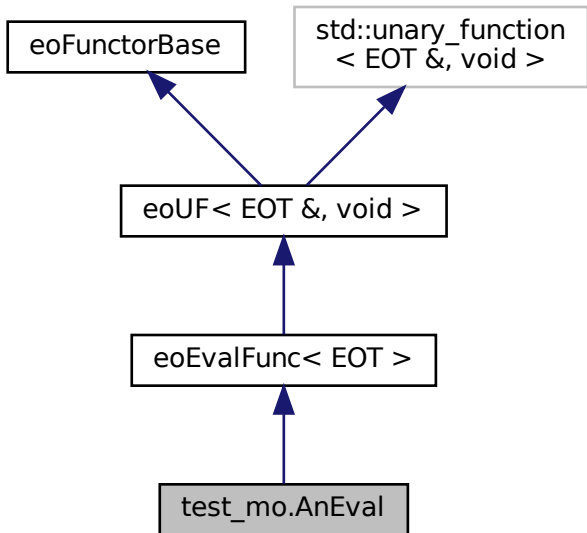 eoFunctorBase
std::unary_function
< EOT &, void >
eoUF< EOT &, void >
eoEvalFunc< EOT >
test_mo.AnEval